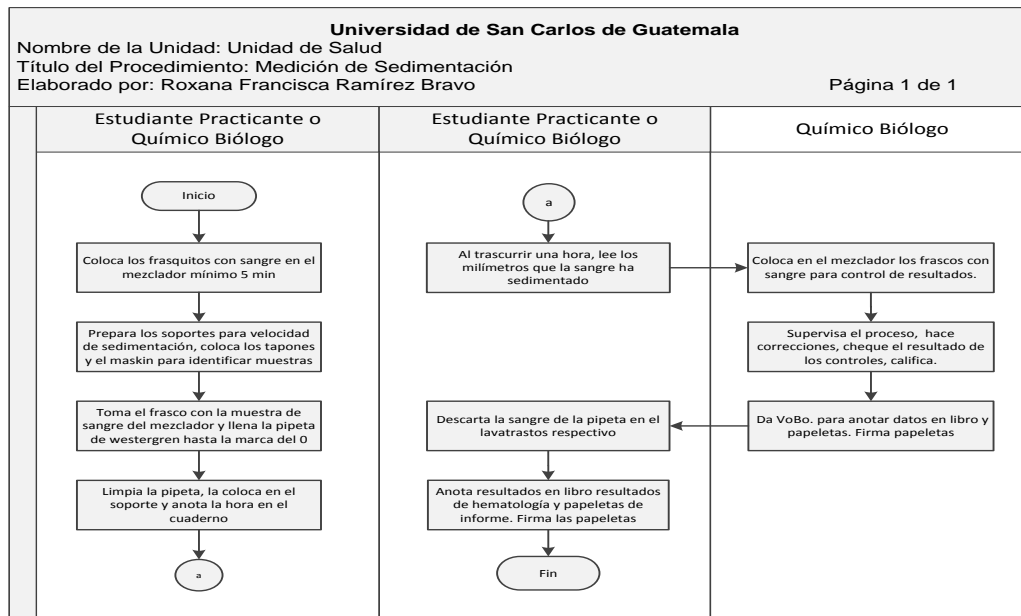 Universidad de San Carlos de Guatemala
Nombre de la Unidad: Unidad de Salud
Título del Procedimiento: Medición de Sedimentación
Elaborado por: Roxana Francisca Ramírez Bravo Página 1 de 1
Estudiante Practicante o
Químico Biólogo
Inicio
Coloca los frasquitos con sangre en el
mezclador mínimo 5 min
Prepara los soportes para velocidad
de sedimentación, coloca los tapones
y el maskin para identificar muestras
Toma el frasco con la muestra de
sangre del mezclador y llena la pipeta
de westergren hasta la marca del 0
Limpia la pipeta, la coloca en el
soporte y anota la hora en el
cuaderno
a
Estudiante Practicante o
Químico Biólogo
a
Al trascurrir una hora, lee los
milímetros que la sangre ha
sedimentado
Químico Biólogo
Coloca en el mezclador los frascos con
sangre para control de resultados.
Supervisa el proceso, hace
correcciones, cheque el resultado de
los controles, califica.
Da VoBo. para anotar datos en libro y
papeletas. Firma papeletas
Descarta la sangre de la pipeta en el
lavatrastos respectivo
Anota resultados en libro resultados
de hematología y papeletas de
informe. Firma las papeletas
Fin